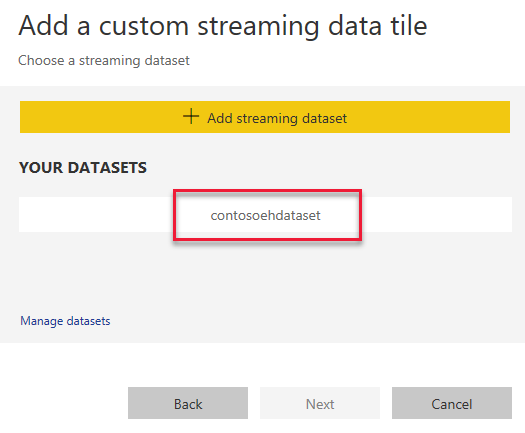 Add a custom streaming data tile
Choose a streaming dataset
+ Add streaming dataset
YOUR DATASETS
contosoehdataset
Manage datasets
Back
Next
Cancel